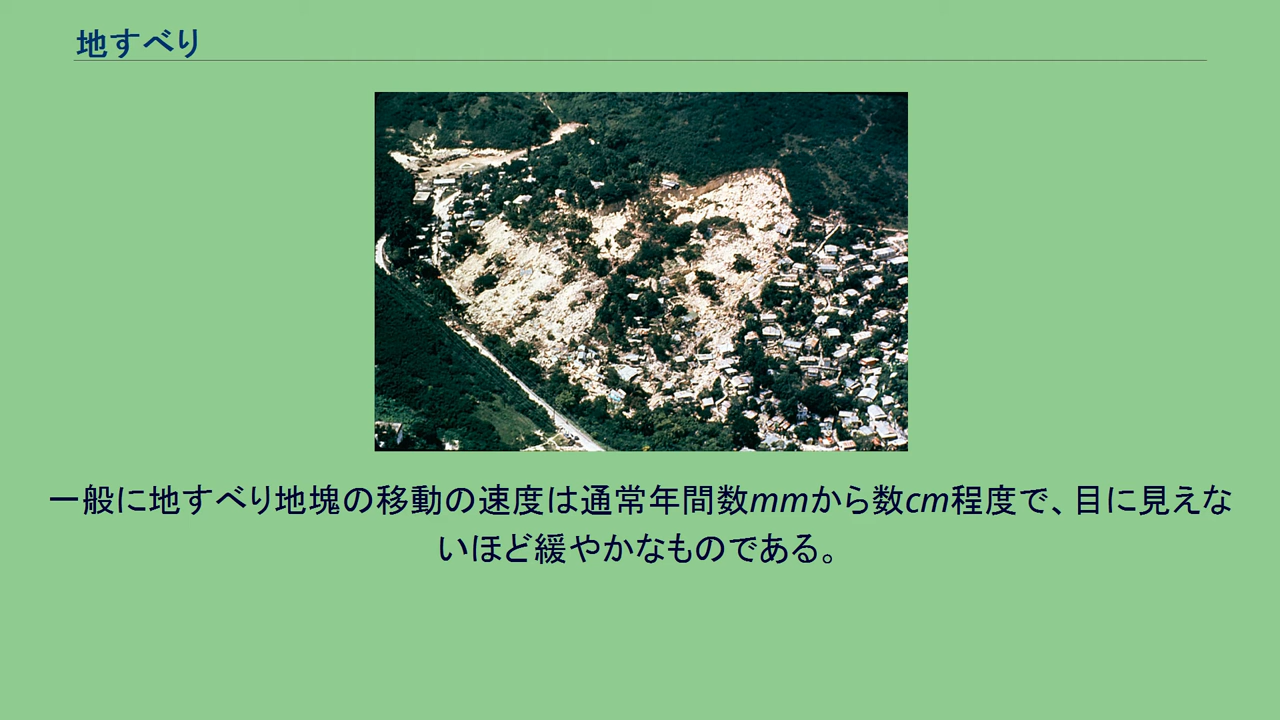 地すべり
一般に地すべり地塊の移動の速度は通常年間数mmから数cm程度で、目に見えな
いほど緩やかなものである。